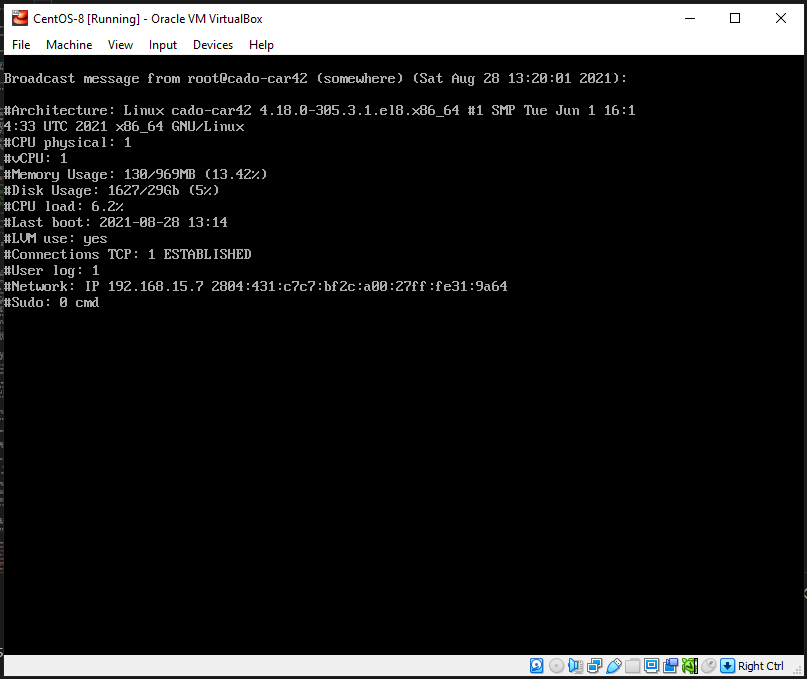 CentOS-8 [Running] - Oracle VM VirtualBox
File Machine View Input Devices Help
Broadcast message from root@cado-car42 (somewhere) (Sat Aug 28 13:20:01 2021):
#Architecture: Linux cado-car42 4.18.0-305.3.1.el8.x86_64 #1 SMP Tue Jun 1 16:1
4:33 UTC 2021 x86_64 GNU/Linux
#CPU physical: 1
#vCPU: 1
#Memory Usage: 130/969MB (13.42%)
#Disk Usage: 1627/29Gb (5%)
#CPU load: 6.2%
#Last boot: 2021-08-28 13:14
#LVM use: yes
#Connections TCP: 1 ESTABLISHED
#User log: 1
#Network: IP 192.168.15.7 2804:431:c7c7:bf2c:a00:27ff:fe31:9a64
#Sudo: 0 cmd
Right Ctrl